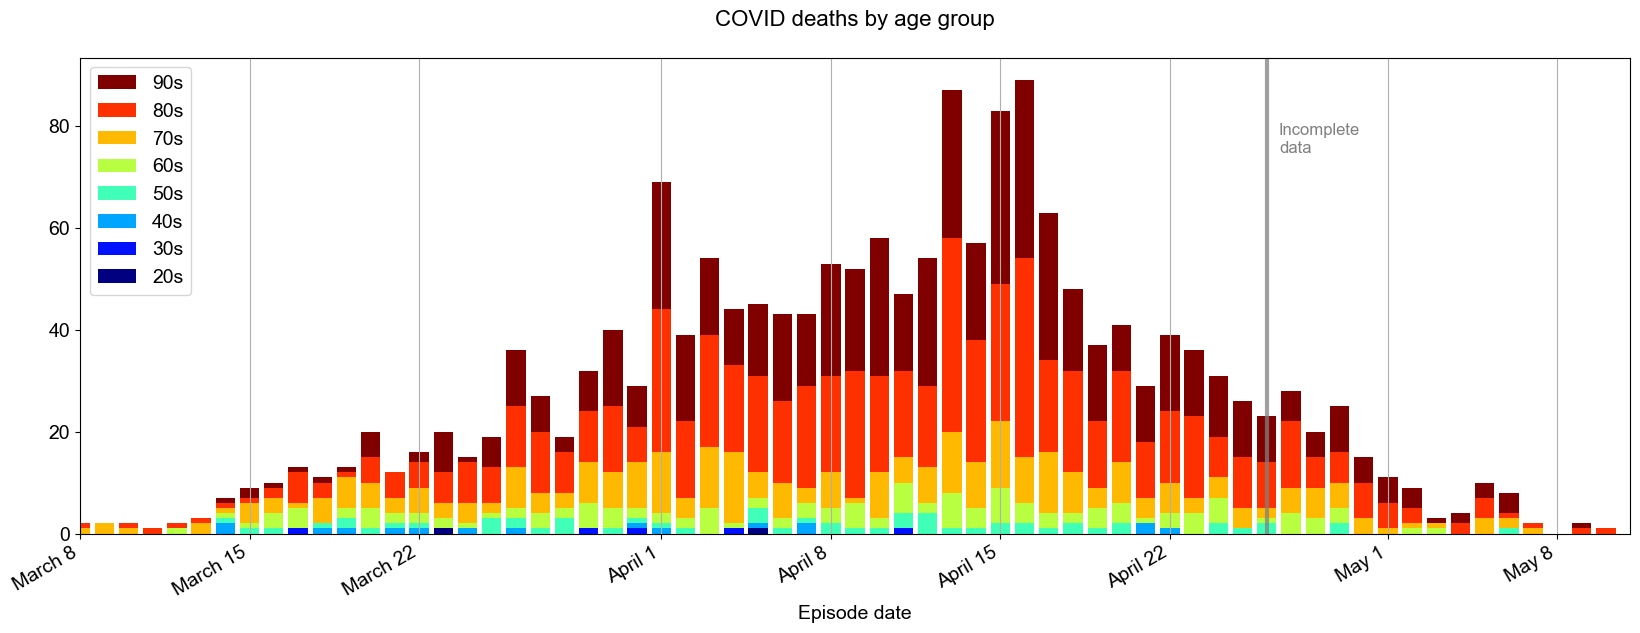 COVID deaths by age group
90s
80s
70s
60s
50s
40s
30s
20s
80
60
40
20
0
Incomplete
data
March 8
March 15
March 22
April 1
April 8
April 15
April 22
May 1
May 8
Episode date